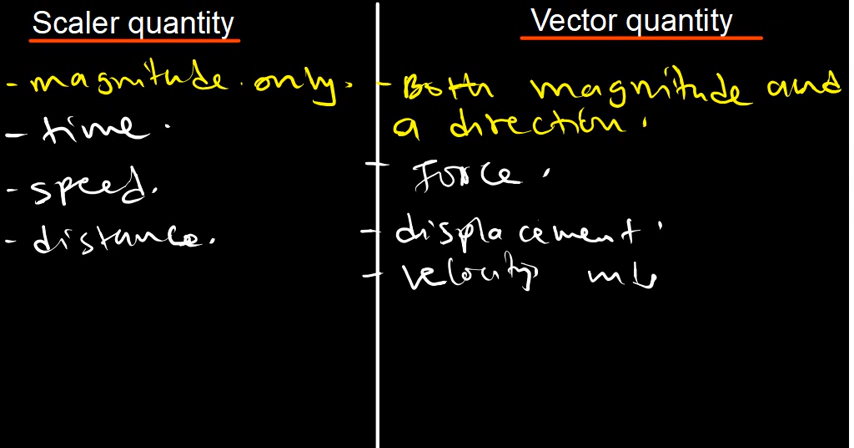 Scaler quantity
- magnitude only.
- time.
- speed.
- distance.
Vector quantity
- Both magnitude and
a direction.
- Force.
- displacement.
- velocity